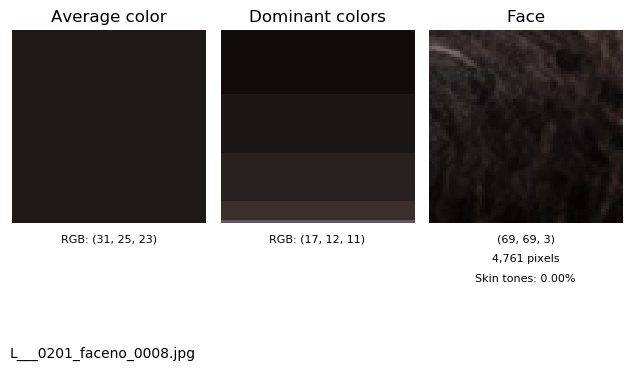 Average color
Dominant colors
Face
RGB: (31, 25, 23)
RGB: (17, 12, 11)
(69, 69, 3)
4,761 pixels
Skin tones: 0.00%
L___0201_faceno_0008.jpg